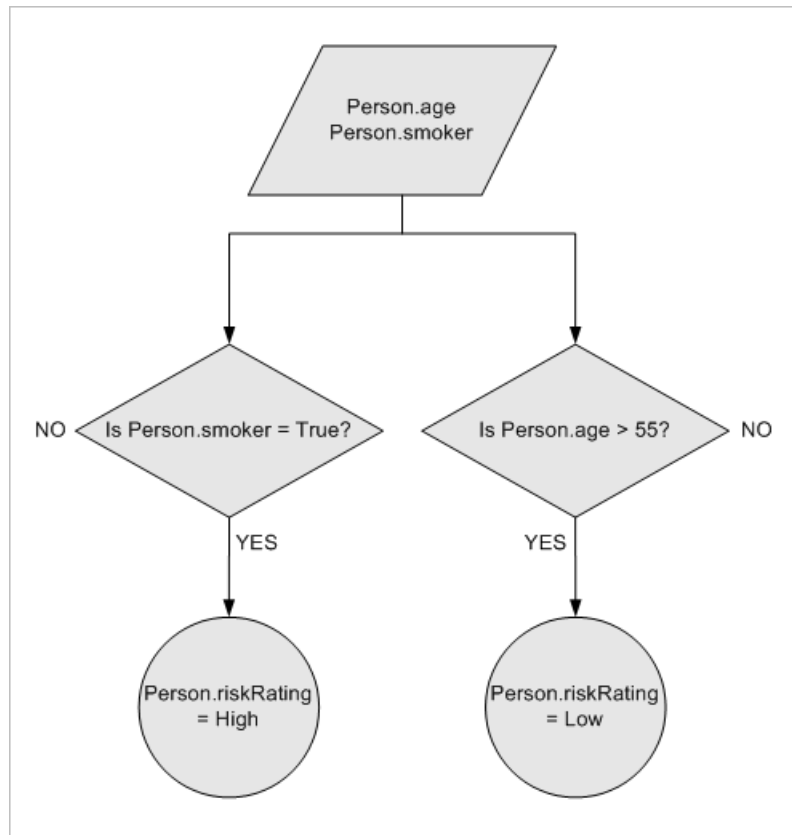 Person.age
Person.smoker
NO
Is Person.smoker = True?
Is Person.age > 55?
NO
YES
YES
Person.riskRating
= High
Person.riskRating
= Low